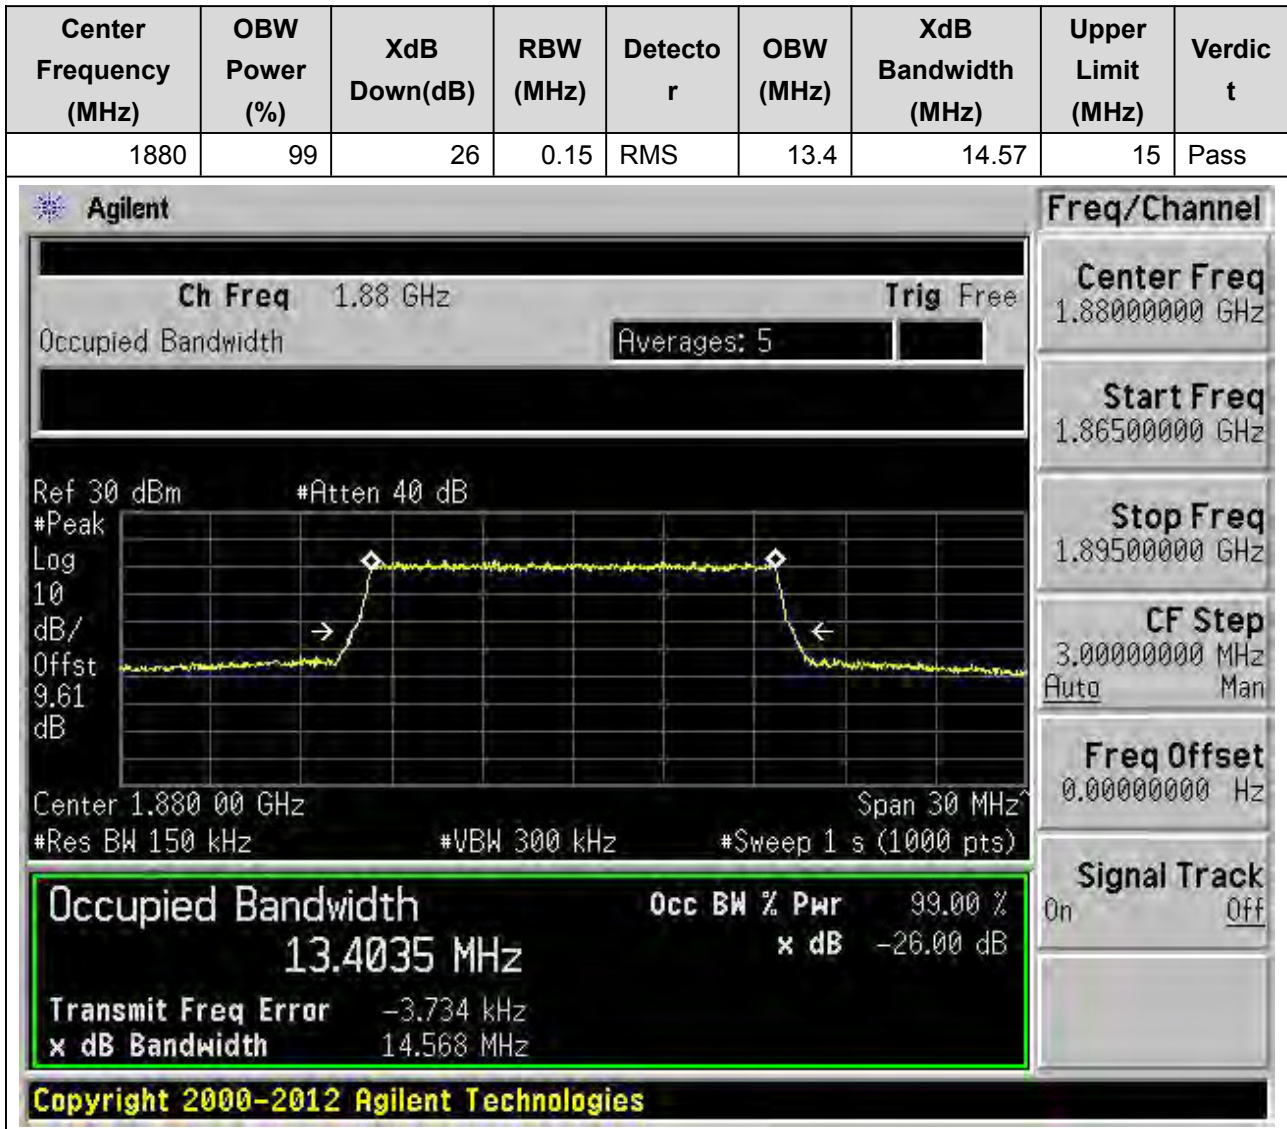 Center Frequency (MHz) OBW Power (%) XdB Down(dB) RBW (MHz) Detecto r OBW (MHz) XdB Bandwidth (MHz) Upper Limit (MHz) Verdic t
1880 99 26 0.15 RMS 13.4 14.57 15 Pass
Agilent
Freq/Channel
Ch Freq 1.88 GHz Trig Free
Occupied Bandwidth Averages: 5
Center Freq
1.88000000 GHz
Start Freq
1.86500000 GHz
Stop Freq
1.89500000 GHz
CF Step
3.00000000 MHz
Auto Man
Freq Offset
0.00000000 Hz
Signal Track
On Off
Ref 30 dBm #Atten 40 dB
#Peak
Log
10
dB/
Offst
9.61
dB
Center 1.880 00 GHz Span 30 MHz^
#Res BW 150 kHz #VBW 300 kHz #Sweep 1 s (1000 pts)
Occupied Bandwidth Occ BW % Pwr 99.00 %
13.4035 MHz x dB -26.00 dB
Transmit Freq Error -3.734 kHz
x dB Bandwidth 14.568 MHz
Copyright 2000-2012 Agilent Technologies